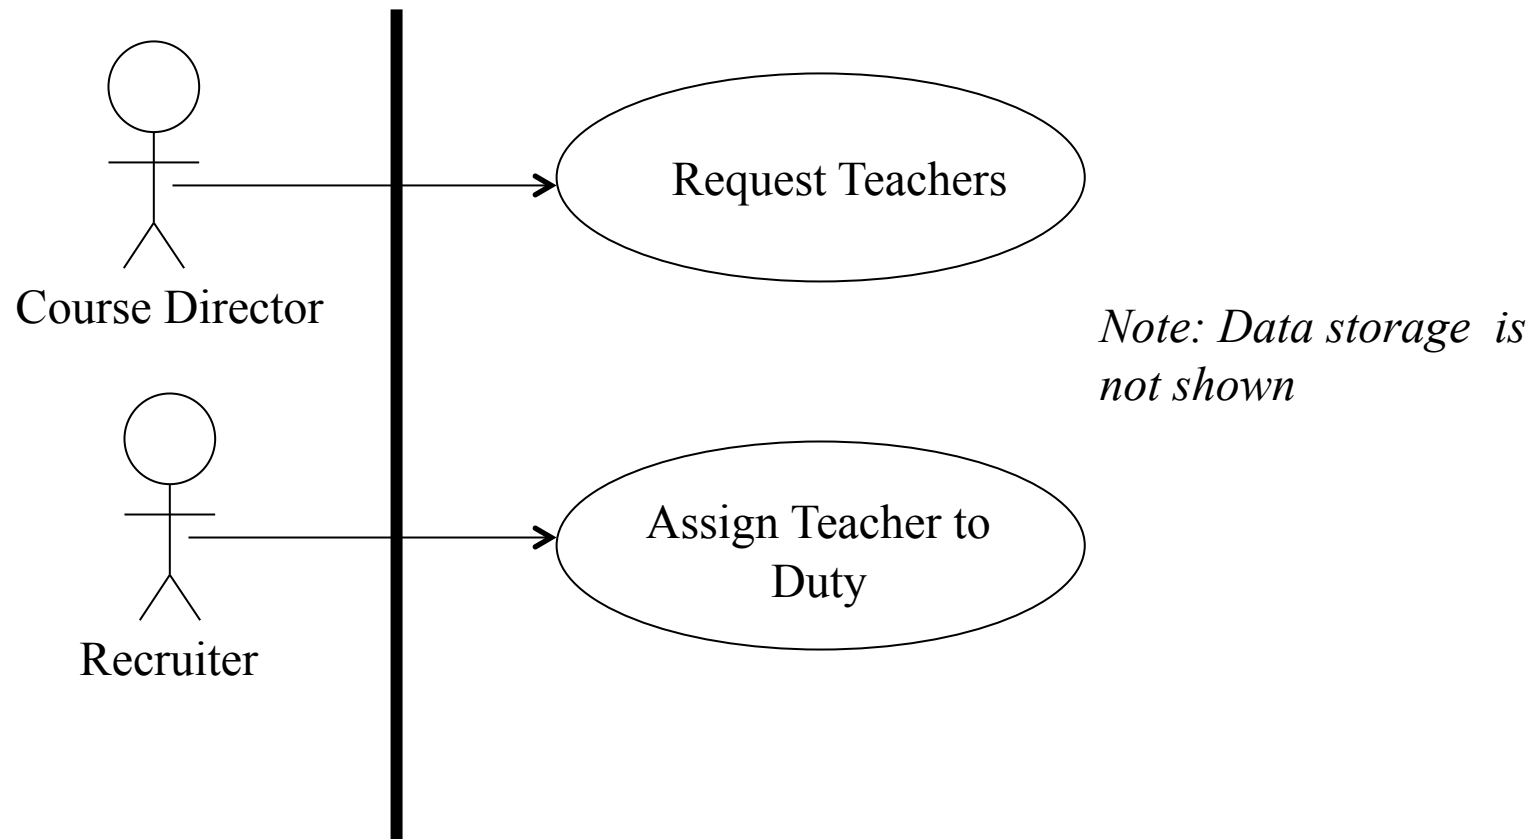 Request Teachers
Course Director
Note: Data storage  is
not shown
Assign Teacher to
Duty
Recruiter